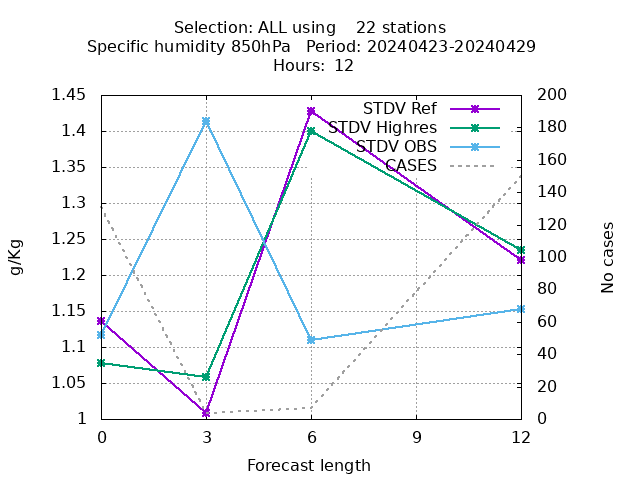 Selection: ALL using 22 stations
Specific humidity 850hPa Period: 20240423-20240429
Hours: 12
1.45
1.4
1.35
1.3
1.25
1.2
1.15
1.1
1.05
1
g/Kg
STDV Ref
STDV Highres
STDV OBS
CASES
200
180
160
140
120
100
80
60
40
20
0
No cases
0 3 6 9 12
Forecast length